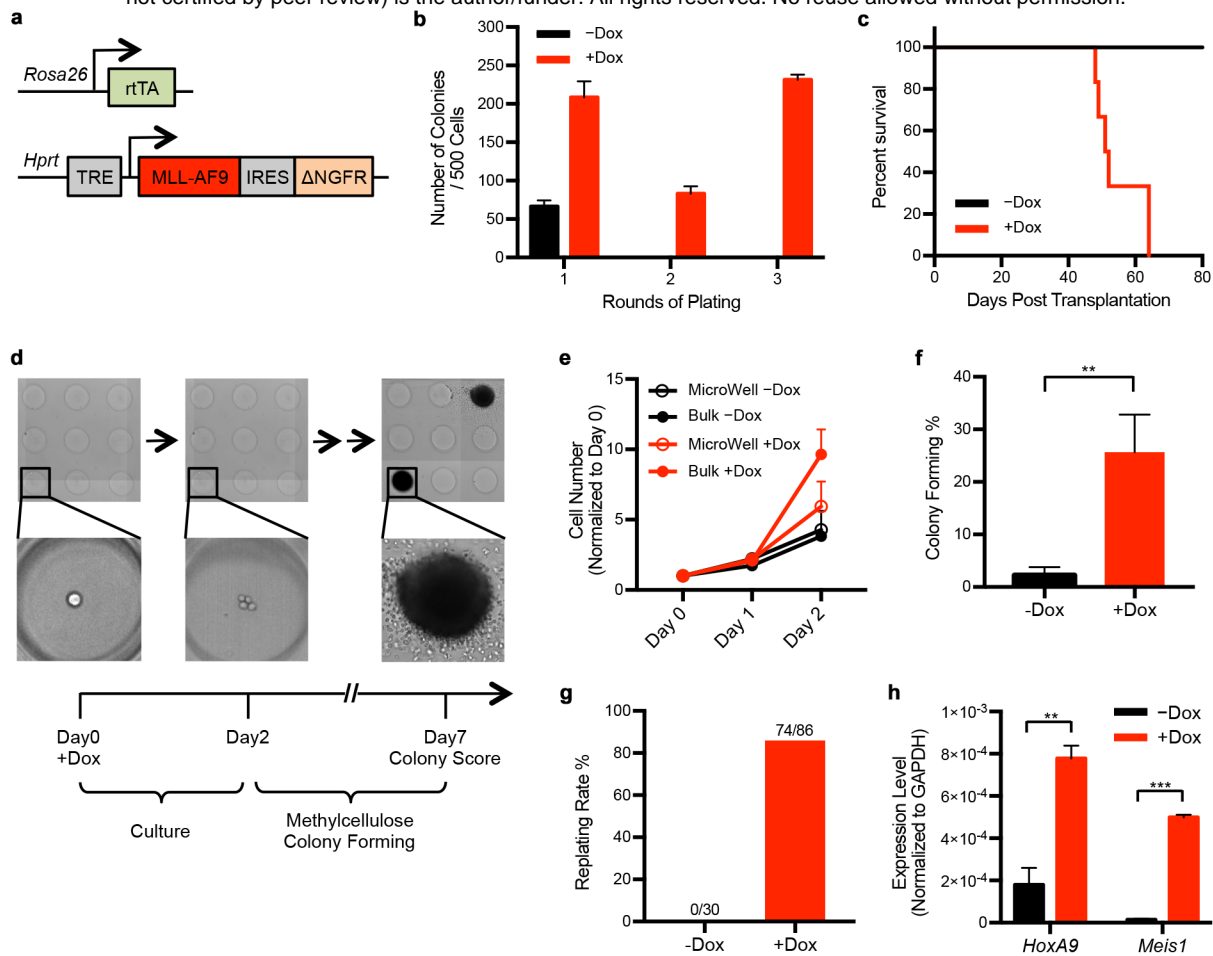 not certified by peer review) is the author/funder. All rights reserved. No reuse allowed without permission.
a
Rosa26
rtTA
Hprt
TRE
MLL-AF9
IRES
ΔNGFR
b
Number of Colonies
/ 500 Cells
300
250
200
150
100
50
0
−Dox
+Dox
1
2
3
Rounds of Plating
c
Percent survival
100
80
60
40
20
0
−Dox
+Dox
0
20
40
60
80
Days Post Transplantation
d
Day0
+Dox
Day2
Day7
Colony Score
Culture
Methylcellulose
Colony Forming
e
Cell Number
(Normalized to Day 0)
15
10
5
0
MicroWell −Dox
Bulk −Dox
MicroWell +Dox
Bulk +Dox
Day 0
Day 1
Day 2
f
Colony Forming %
40
30
20
10
0
**
-Dox
+Dox
g
Replating Rate %
100
80
60
40
20
0
0/30
74/86
-Dox
+Dox
h
Expression Level
(Normalized to GAPDH)
1×10⁻³
8×10⁻⁴
6×10⁻⁴
4×10⁻⁴
2×10⁻⁴
0
−Dox
+Dox
**
***
HoxA9
Meis1